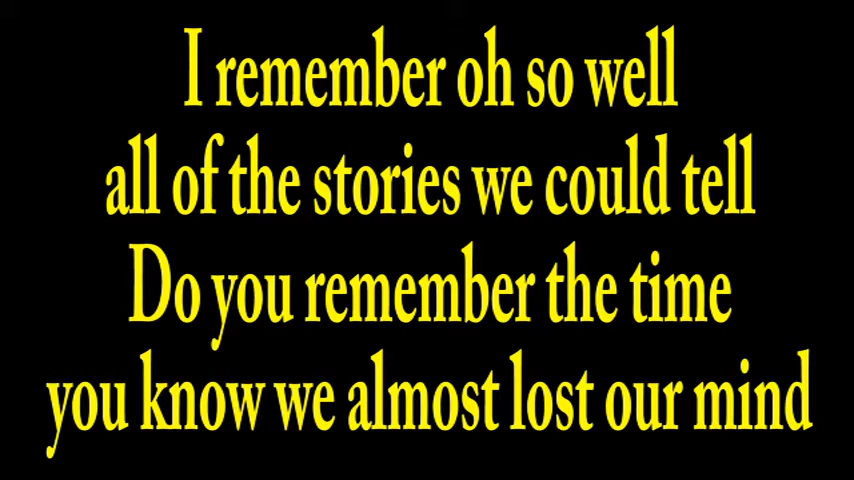 I remember oh so well
all of the stories we could tell
Do you remember the time
you know we almost lost our mind